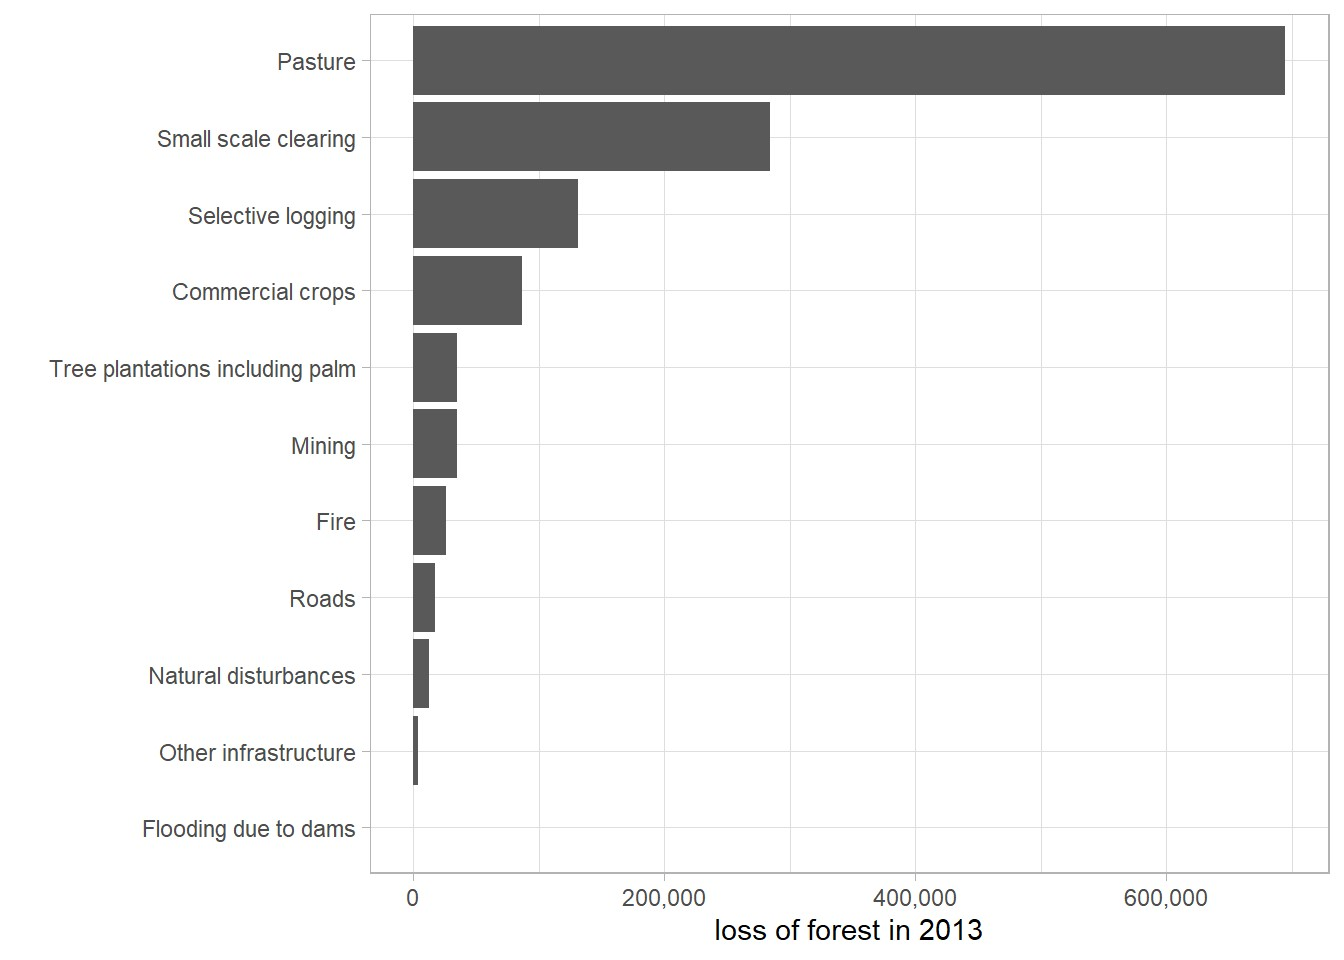 Pasture
Small scale clearing
Selective logging
Commercial crops
Tree plantations including palm
Mining
Fire
Roads
Natural disturbances
Other infrastructure
Flooding due to dams
0 200,000 400,000 600,000
loss of forest in 2013